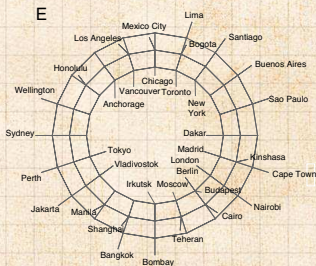 E
Lima
Mexico City
Los Angeles
Santiago
Bogota
Honolulu
Buenos Aires
Chicago
Vancouver
Toronto
Wellington
Anchorage
New
York
Sao Paulo
Sydney
Dakar
Tokyo
Madrid
London
Kinshasa
Vladivostok
Berlin
Cape Town
Perth
Irkutsk
Moscow
Budapest
Jakarta
Manila
Nairobi
Cairo
Shanghai
Teheran
Bangkok
Bombay